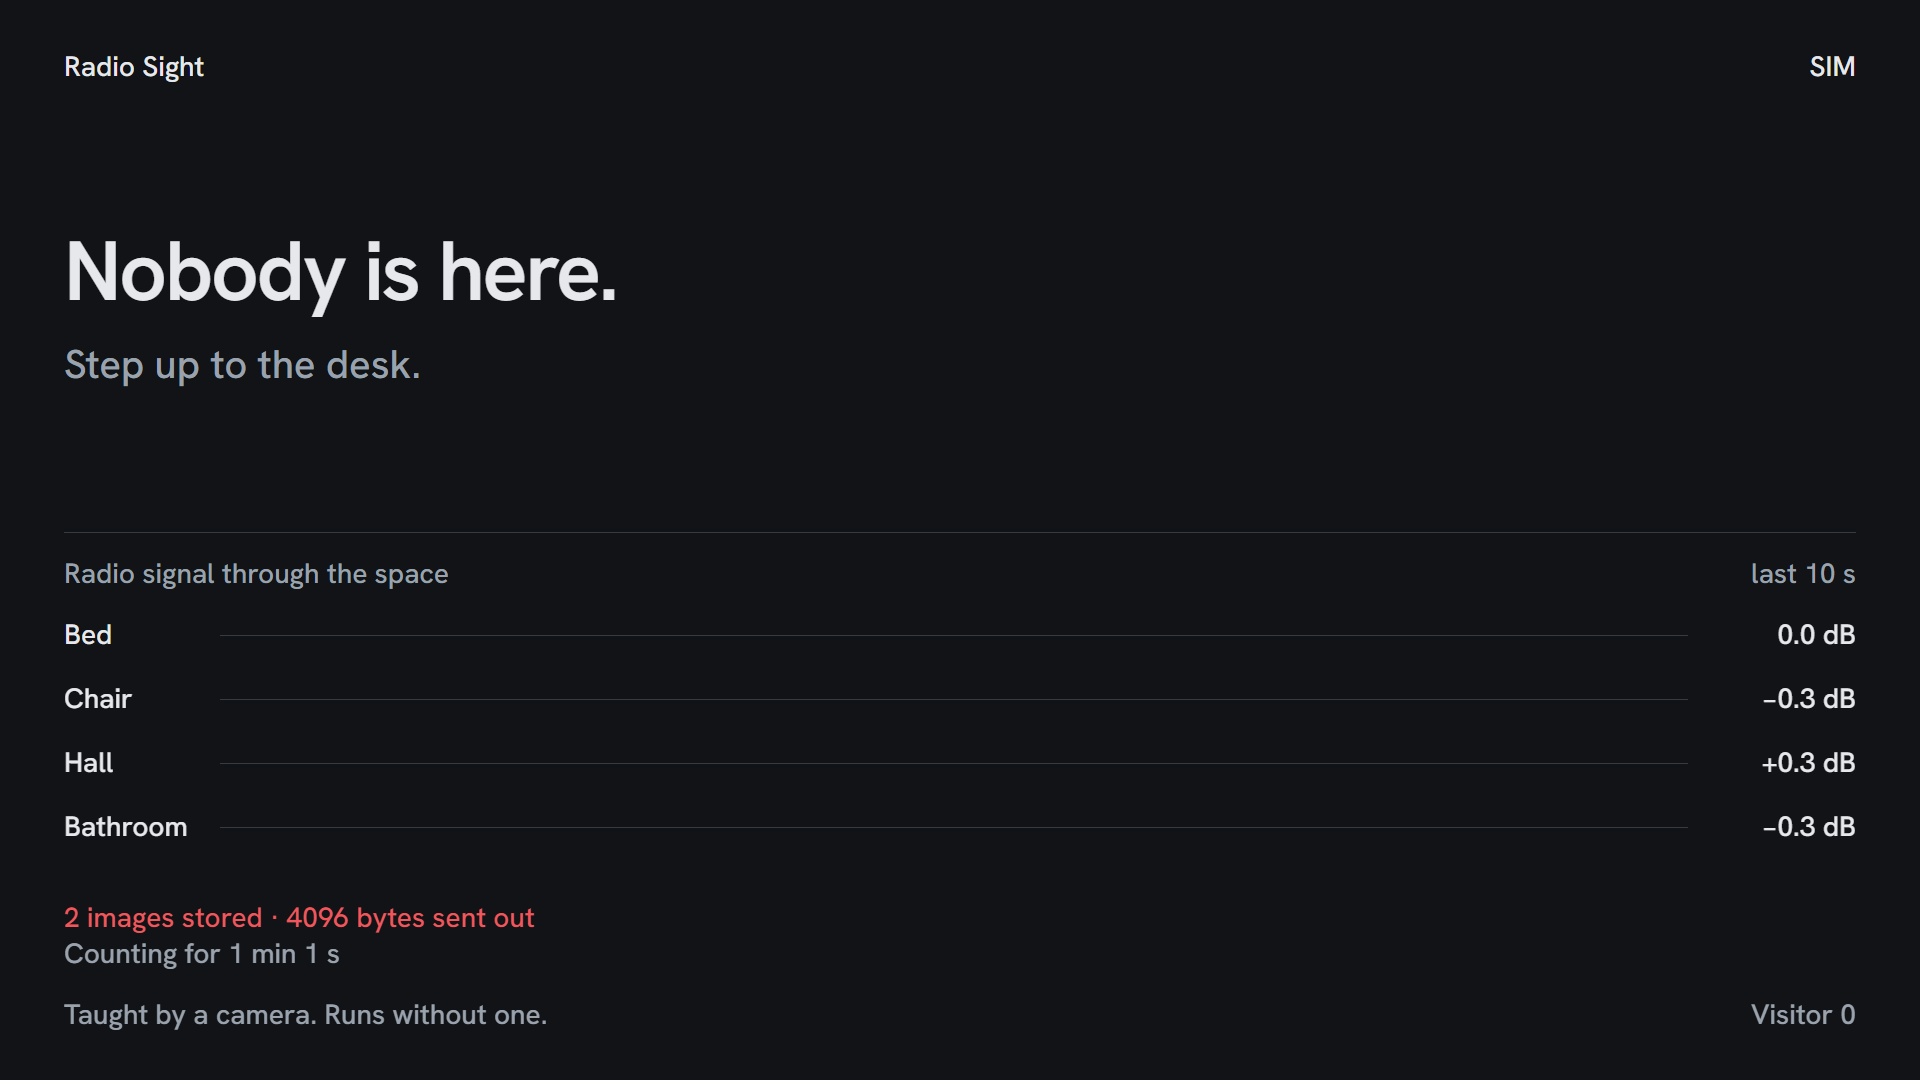 Radio Sight
SIM
Nobody is here.
Step up to the desk.
Radio signal through the space
last 10 s
Bed 0.0 dB
Chair −0.3 dB
Hall +0.3 dB
Bathroom −0.3 dB
2 images stored · 4096 bytes sent out
Counting for 1 min 1 s
Taught by a camera. Runs without one.
Visitor 0